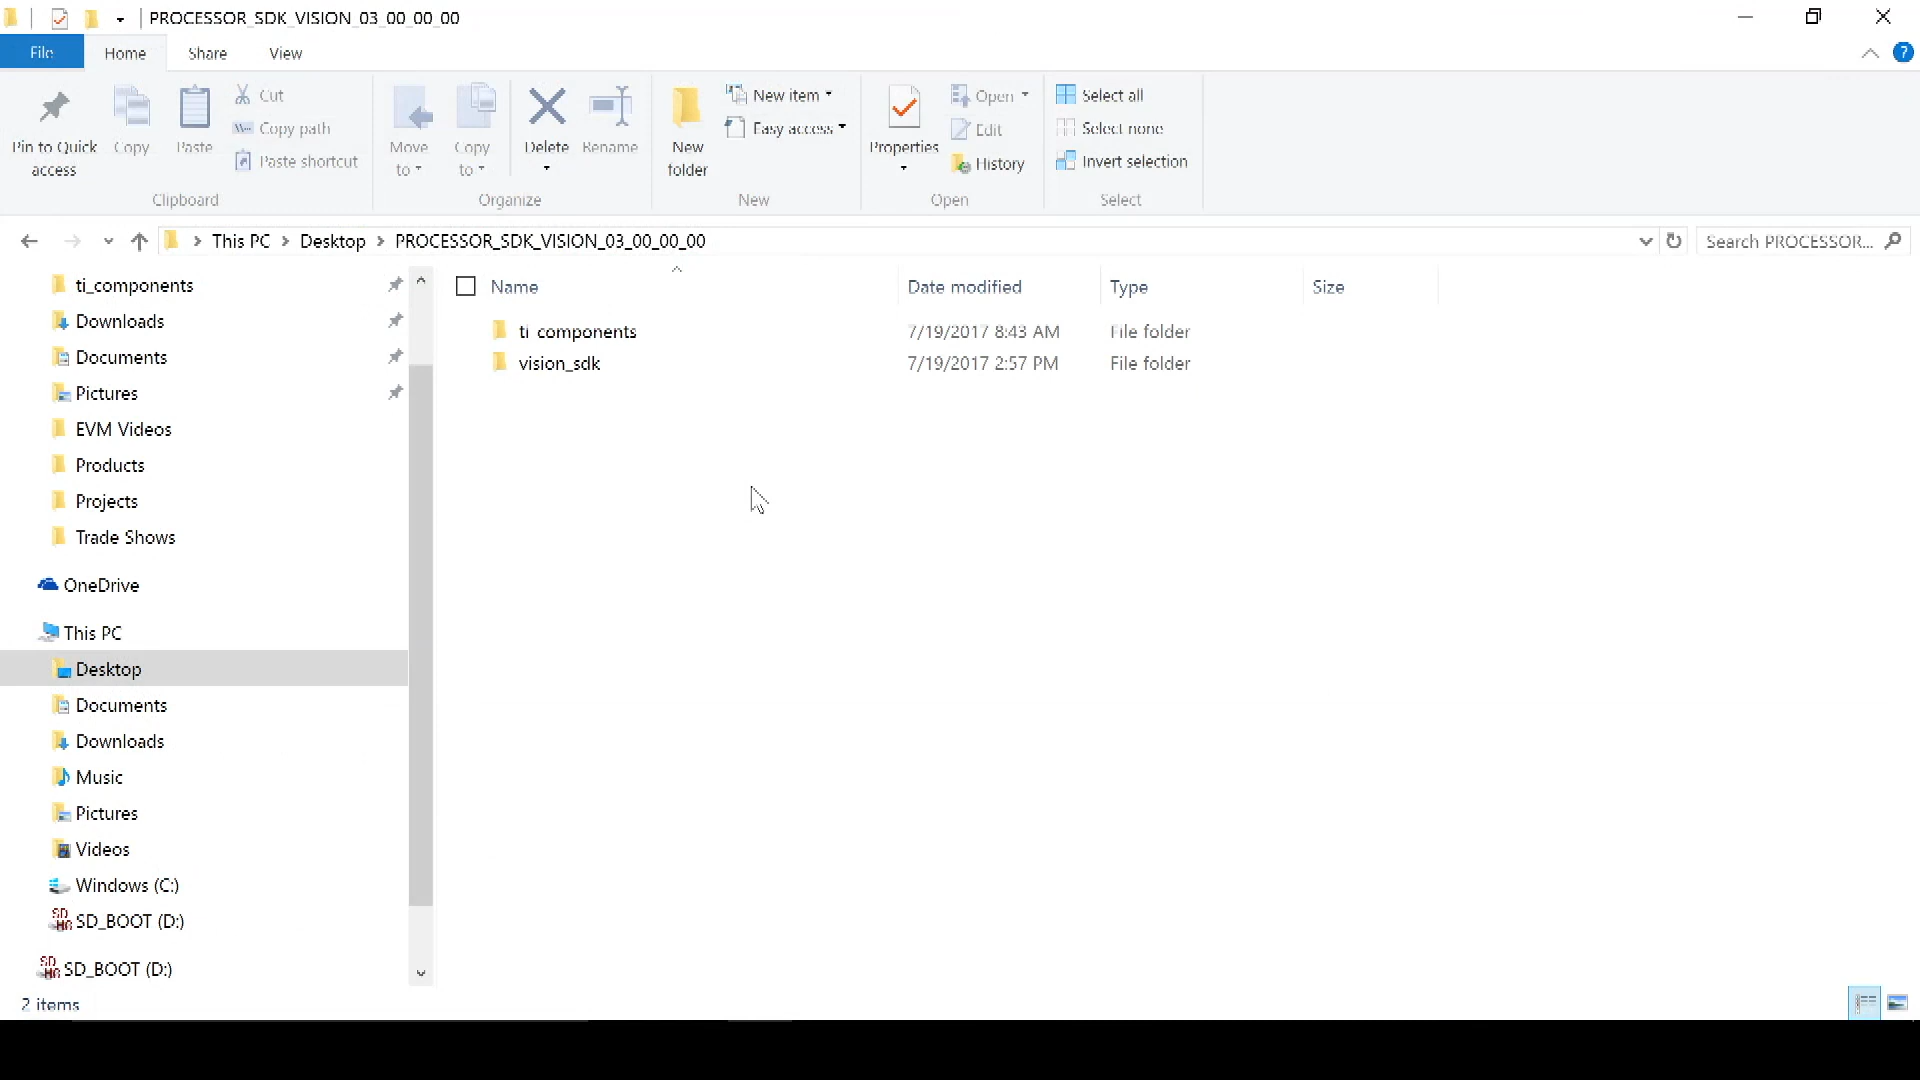 PROCESSOR_SDK_VISION_03_00_00_00
File Home Share View
Pin to Quick access
Copy
Paste
Cut
Copy path
Paste shortcut
Clipboard
Move to
Copy to
Delete
Rename
Organize
New folder
New item
Easy access
New
Properties
Open
Edit
History
Open
Select all
Select none
Invert selection
Select
This PC > Desktop > PROCESSOR_SDK_VISION_03_00_00_00
Search PROCESSOR...
Name Date modified Type Size
ti_components 7/19/2017 8:43 AM File folder
vision_sdk 7/19/2017 2:57 PM File folder
ti_components
Downloads
Documents
Pictures
EVM Videos
Products
Projects
Trade Shows
OneDrive
This PC
Desktop
Documents
Downloads
Music
Pictures
Videos
Windows (C:)
SD_BOOT (D:)
SD_BOOT (D:)
2 items